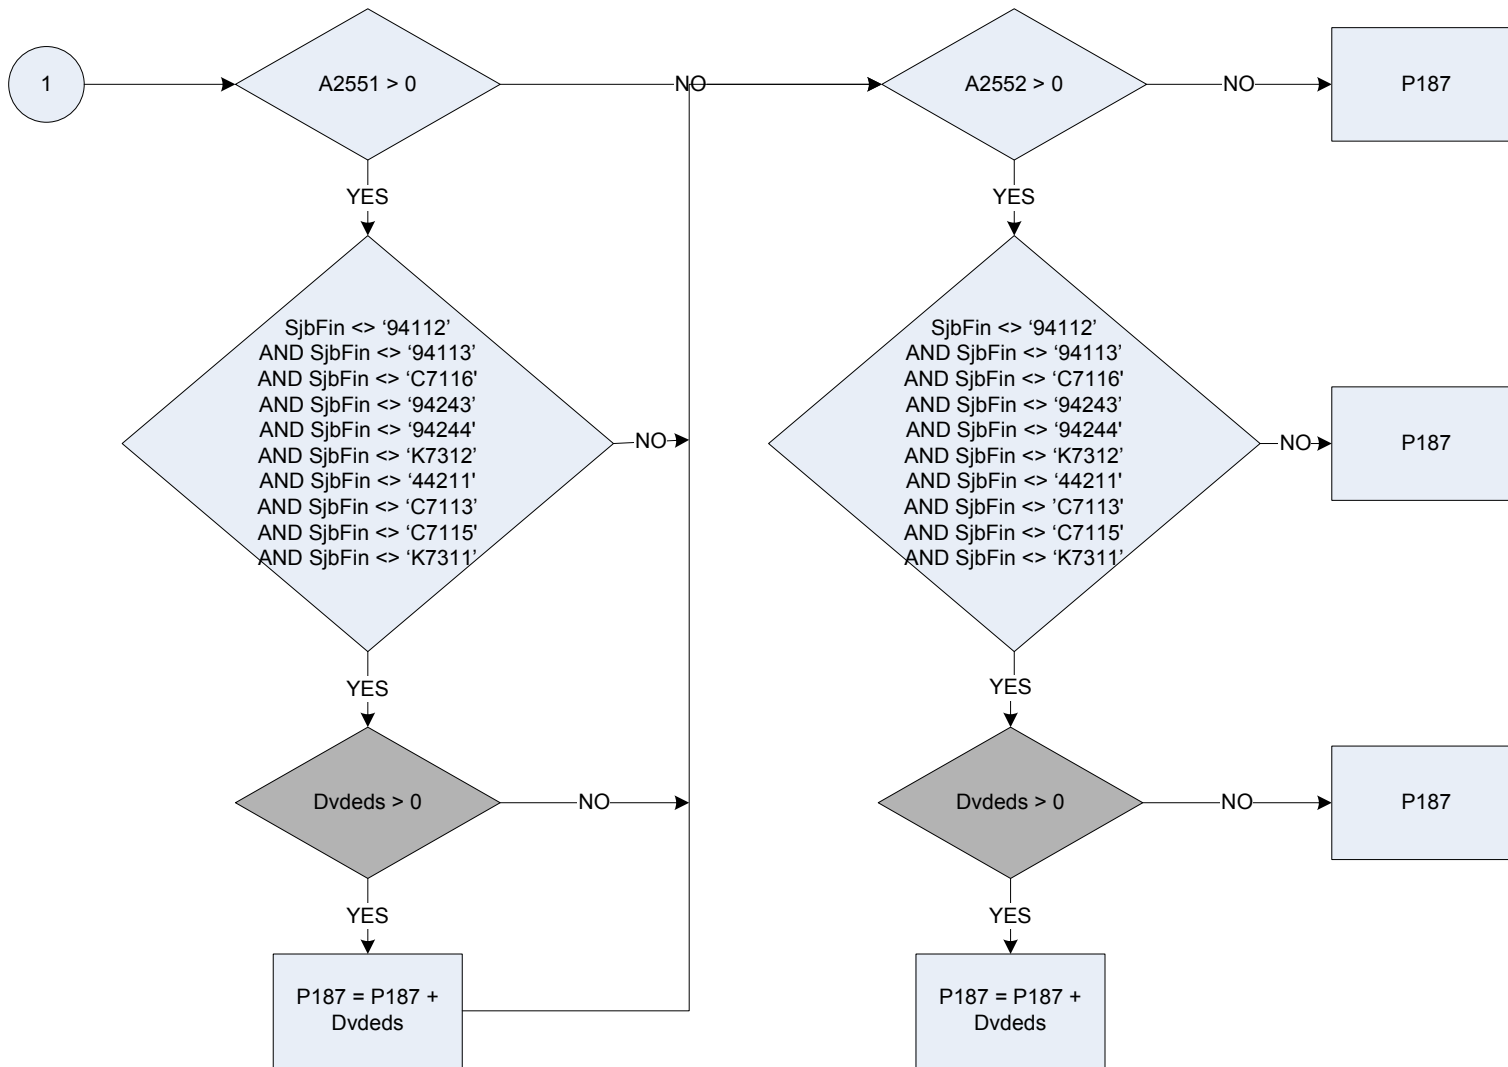 1
A2551 > 0
NO
A2552 > 0
NO
P187
YES
YES
SjbFin <> ‘94112’
AND SjbFin <> ‘94113’
AND SjbFin <> ‘C7116'
AND SjbFin <> ‘94243’
AND SjbFin <> ‘94244'
AND SjbFin <> ‘K7312’
AND SjbFin <> ‘44211'
AND SjbFin <> ‘C7113’
AND SjbFin <> ‘C7115'
AND SjbFin <> ‘K7311’
NO
SjbFin <> ‘94112’
AND SjbFin <> ‘94113’
AND SjbFin <> ‘C7116'
AND SjbFin <> ‘94243’
AND SjbFin <> ‘94244'
AND SjbFin <> ‘K7312’
AND SjbFin <> ‘44211'
AND SjbFin <> ’C7113'
AND SjbFin <> ‘C7115'
AND SjbFin <> ‘K7311’
NO
P187
YES
YES
Dvdeds > 0
NO
Dvdeds > 0
NO
P187
YES
YES
P187 = P187 +
Dvdeds
P187 = P187 +
Dvdeds